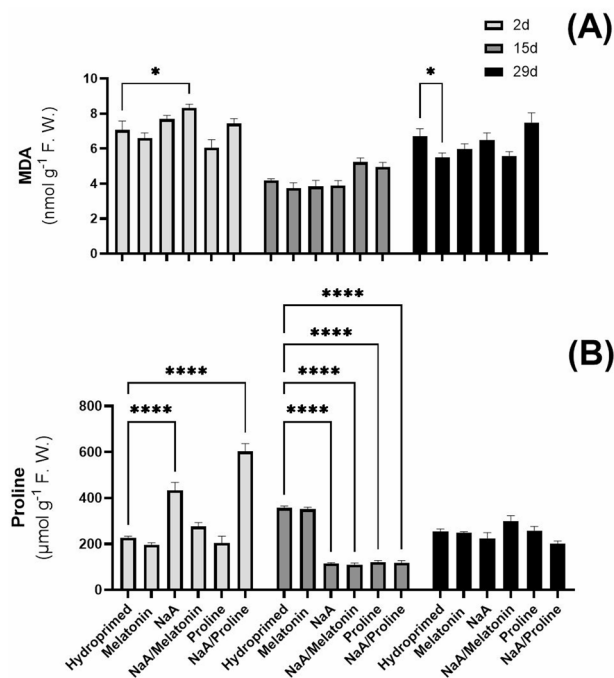 2d
15d
29d
(A)
*
*
10
8
6
4
2
0
MDA
(nmol g⁻¹ F. W.)
(B)
****
****
****
****
****
****
800
600
400
200
0
Proline
(µmol g⁻¹ F. W.)
Hydroprimed
Melatonin
NaA
NaA/Melatonin
Proline
NaA/Proline
Hydroprimed
Melatonin
NaA
NaA/Melatonin
Proline
NaA/Proline
Hydroprimed
Melatonin
NaA
NaA/Melatonin
Proline
NaA/Proline